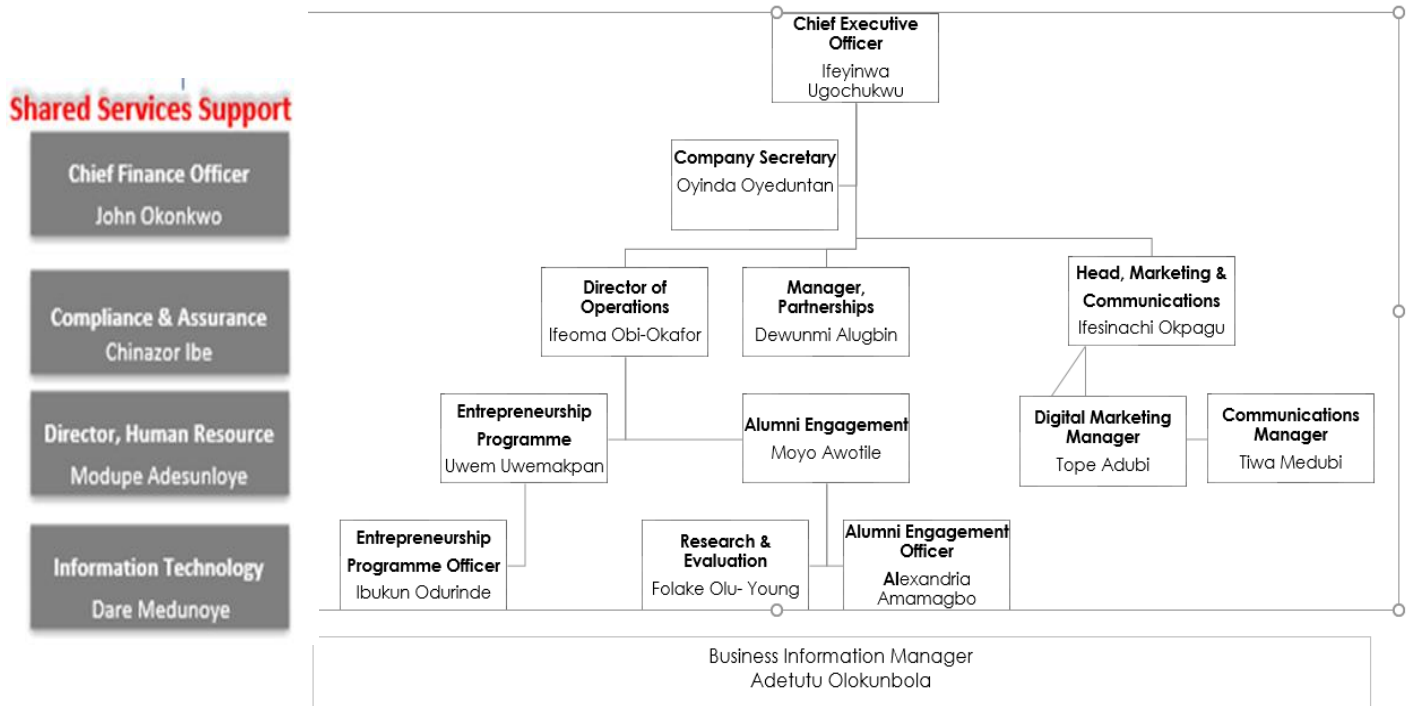 Shared Services Support
Chief Finance Officer
John Okonkwo
Compliance & Assurance
Chinazor Ibe
Director, Human Resource
Modupe Adesunloye
Information Technology
Dare Medunoye
Chief Executive
Officer
Ifeyinwa
Ugochukwu
Company Secretary
Oyinda Oyeduntan
Director of
Operations
Ifeoma Obi-Okafor
Manager,
Partnerships
Dewunmi Alugbin
Head, Marketing &
Communications
Ifesinachi Okpagu
Entrepreneurship
Programme
Uwem Uwemakpan
Alumni Engagement
Moyo Awotile
Digital Marketing
Manager
Tope Adubi
Communications
Manager
Tiwa Medubi
Entrepreneurship
Programme Officer
Ibukun Odurinde
Research &
Evaluation
Folake Olu- Young
Alumni Engagement
Officer
Alexandria
Amamagbo
Business Information Manager
Adetutu Olokunbola